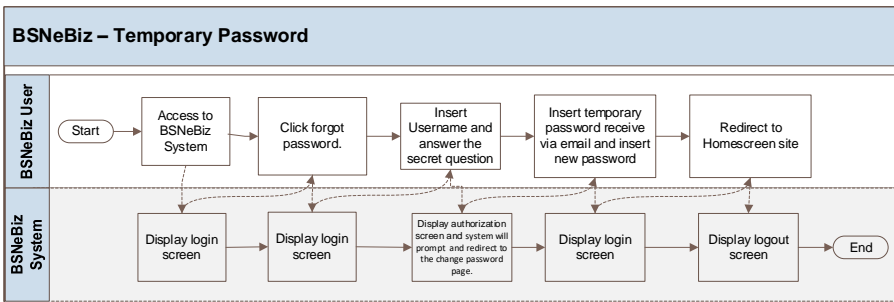 BSNeBiz – Temporary Password
BSNeBiz User
Start
Access to
BSNeBiz
System
Click forgot
password.
Insert
Username and
answer the
secret question
Insert temporary
password receive
via email and insert
new password
Redirect to
Homescreen site
BSNeBiz
System
Display login
screen
Display login
screen
Display authorization
screen and system will
prompt and redirect to
the change password
page.
Display login
screen
Display logout
screen
End